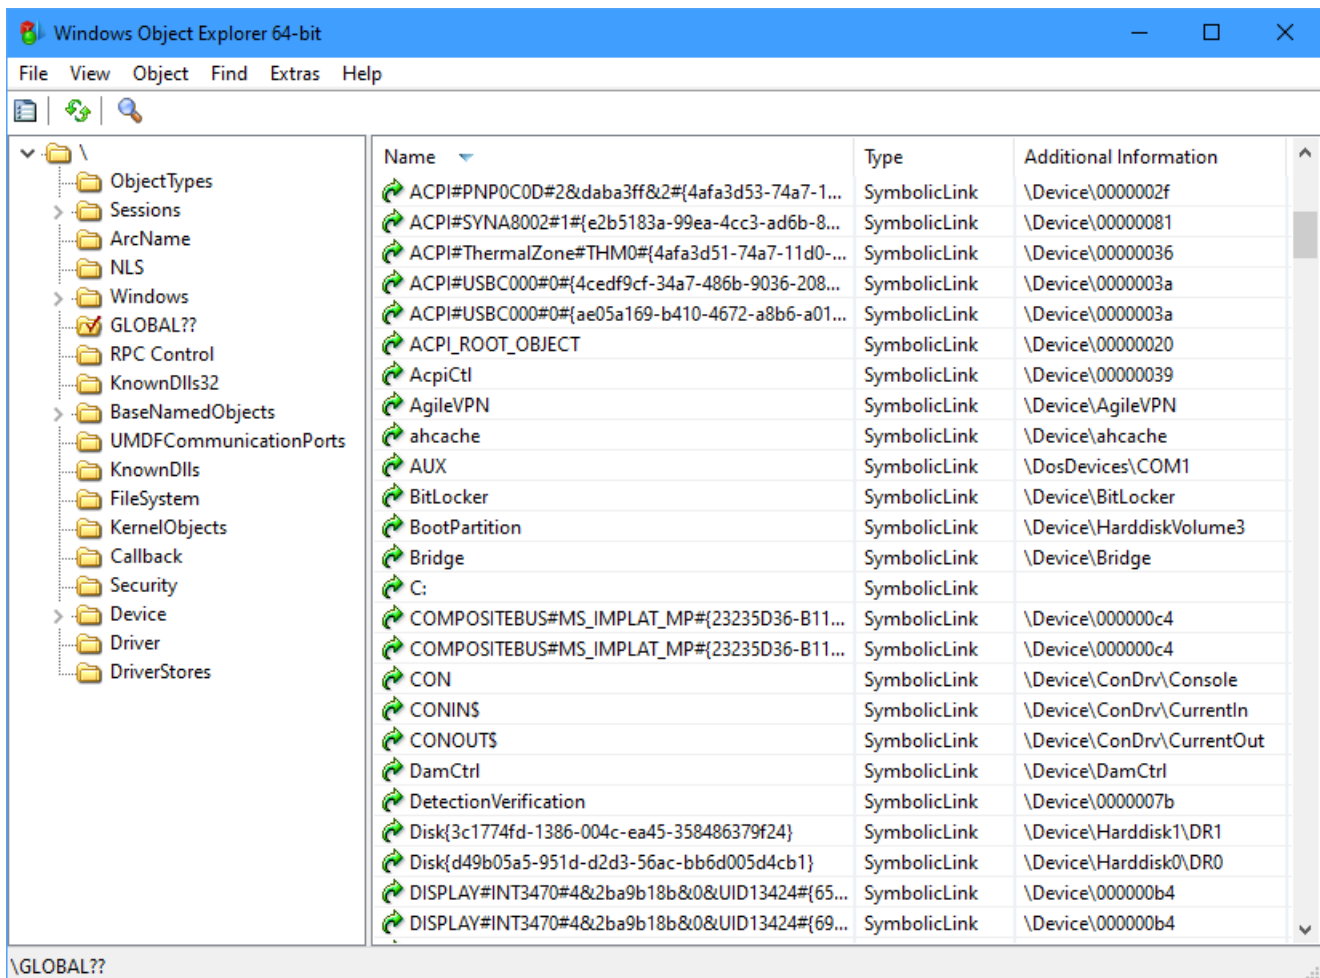 Windows Object Explorer 64-bit
File View Object Find Extras Help
\
ObjectTypes
Sessions
ArcName
NLS
Windows
GLOBAL??
RPC Control
KnownDlls32
BaseNamedObjects
UMDFCommunicationPorts
KnownDlls
FileSystem
KernelObjects
Callback
Security
Device
Driver
DriverStores
Name Type Additional Information
ACPI#PNP0C0D#2&daba3ff&2#{4afa3d53-74a7-1... SymbolicLink \Device\0000002f
ACPI#SYNA8002#1#{e2b5183a-99ea-4cc3-ad6b-8... SymbolicLink \Device\00000081
ACPI#ThermalZone#THM0#{4afa3d51-74a7-11d0-... SymbolicLink \Device\00000036
ACPI#USBC000#0#{4cedf9cf-34a7-486b-9036-208... SymbolicLink \Device\0000003a
ACPI#USBC000#0#{ae05a169-b410-4672-a8b6-a01... SymbolicLink \Device\0000003a
ACPI_ROOT_OBJECT SymbolicLink \Device\00000020
AcpiCtl SymbolicLink \Device\00000039
AgileVPN SymbolicLink \Device\AgileVPN
ahcache SymbolicLink \Device\ahcache
AUX SymbolicLink \DosDevices\COM1
BitLocker SymbolicLink \Device\BitLocker
BootPartition SymbolicLink \Device\HarddiskVolume3
Bridge SymbolicLink \Device\Bridge
C: SymbolicLink
COMPOSITEBUS#MS_IMPLAT_MP#{23235D36-B11... SymbolicLink \Device\000000c4
COMPOSITEBUS#MS_IMPLAT_MP#{23235D36-B11... SymbolicLink \Device\000000c4
CON SymbolicLink \Device\ConDrv\Console
CONIN$ SymbolicLink \Device\ConDrv\CurrentIn
CONOUT$ SymbolicLink \Device\ConDrv\CurrentOut
DamCtrl SymbolicLink \Device\DamCtrl
DetectionVerification SymbolicLink \Device\0000007b
Disk{3c1774fd-1386-004c-ea45-358486379f24} SymbolicLink \Device\Harddisk1\DR1
Disk{d49b05a5-951d-d2d3-56ac-bb6d005d4cb1} SymbolicLink \Device\Harddisk0\DR0
DISPLAY#INT3470#4&2ba9b18b&0&UID13424#{65... SymbolicLink \Device\000000b4
DISPLAY#INT3470#4&2ba9b18b&0&UID13424#{69... SymbolicLink \Device\000000b4
\GLOBAL??